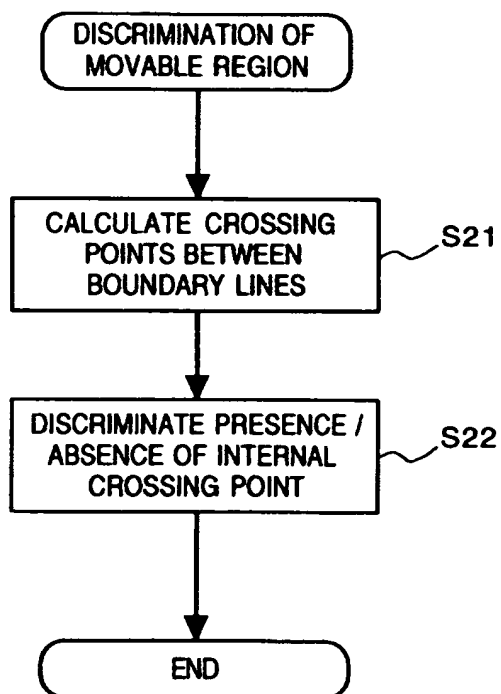 DISCRIMINATION OF
MOVABLE REGION
CALCULATE CROSSING
POINTS BETWEEN
BOUNDARY LINES
S21
DISCRIMINATE PRESENCE /
ABSENCE OF INTERNAL
CROSSING POINT
S22
END